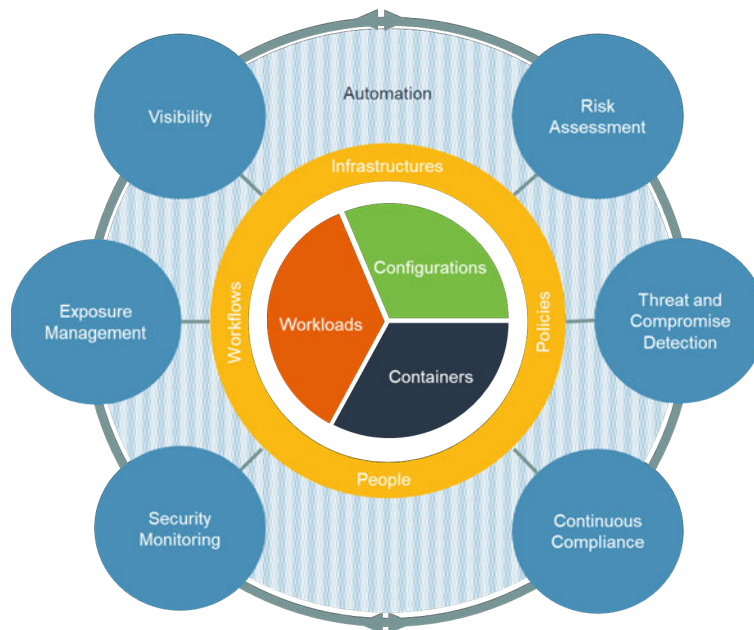 Automation
Visibility
Risk
Assessment
Infrastructures
Configurations
Workloads
Containers
Workflows
Policies
People
Exposure
Management
Threat and
Compromise
Detection
Security
Monitoring
Continuous
Compliance